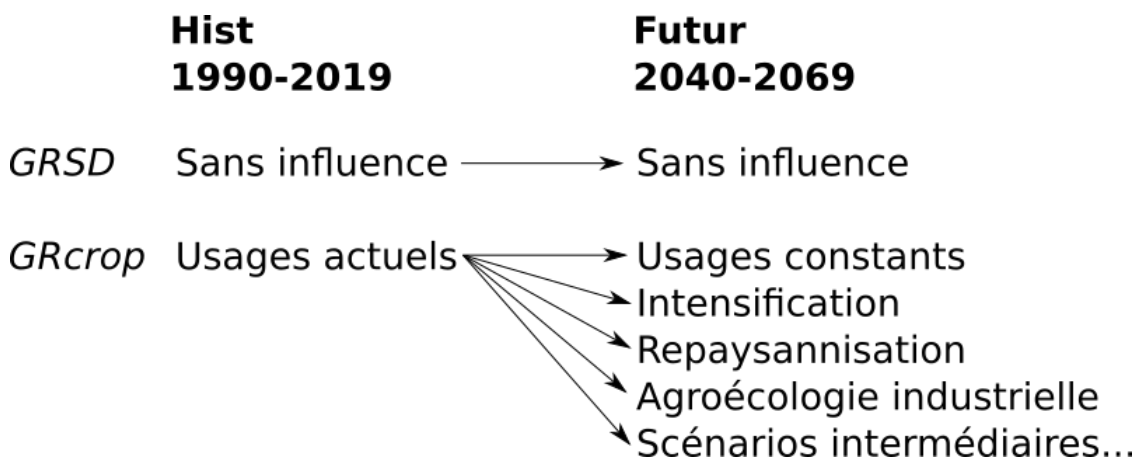 Hist
1990-2019
Futur
2040-2069
GRSD Sans influence Sans influence
GRcrop Usages actuels Usages constants
Intensification
Repaysannisation
Agroécologie industrielle
Scénarios intermédiaires...